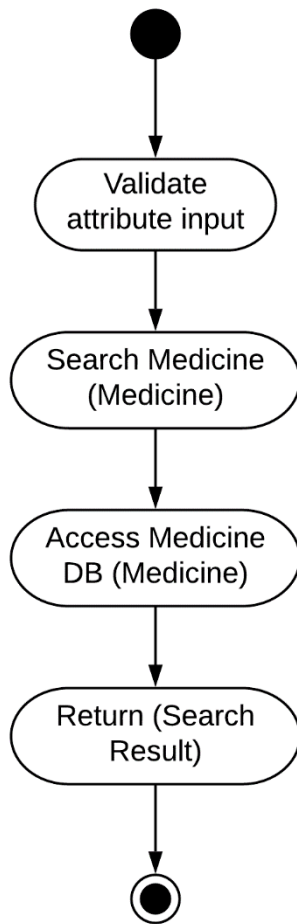 Validate
attribute input
Search Medicine
(Medicine)
Access Medicine
DB (Medicine)
Return (Search
Result)